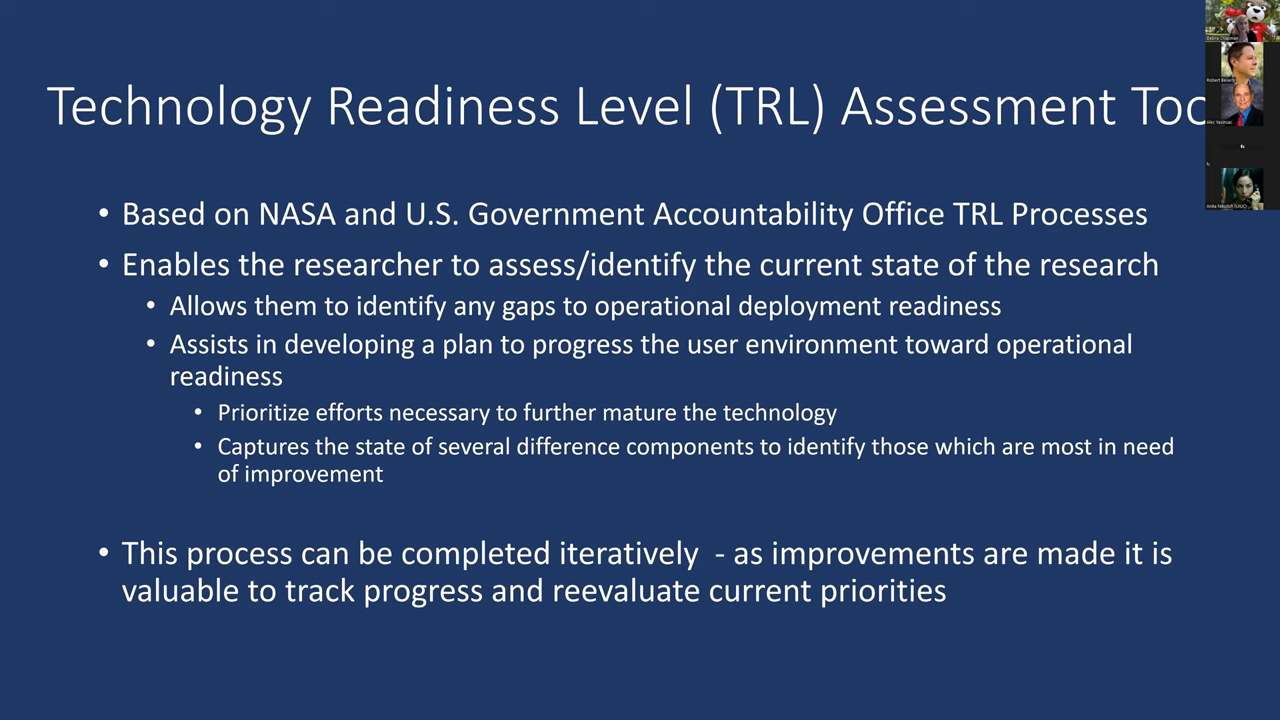 Technology Readiness Level (TRL) Assessment Too
• Based on NASA and U.S. Government Accountability Office TRL Processes
• Enables the researcher to assess/identify the current state of the research
• Allows them to identify any gaps to operational deployment readiness
• Assists in developing a plan to progress the user environment toward operational
readiness
• Prioritize efforts necessary to further mature the technology
• Captures the state of several difference components to identify those which are most in need
of improvement
• This process can be completed iteratively - as improvements are made it is
valuable to track progress and reevaluate current priorities
Debra Chapman